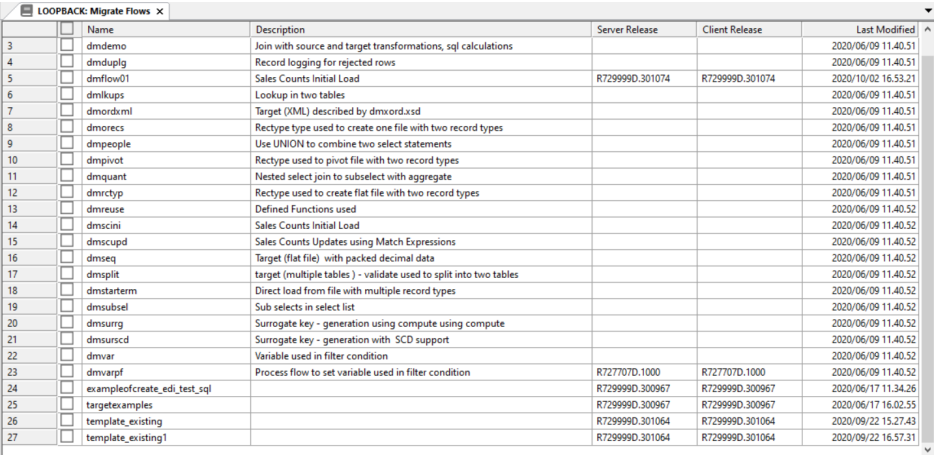 LOOPBACK: Migrate Flows
Name Description Server Release Client Release Last Modified
3 dmdemo Join with source and target transformations, sql calculations 2020/06/09 11.40.51
4 dmduplg Record logging for rejected rows 2020/06/09 11.40.51
5 dmflow01 Sales Counts Initial Load R729999D.301074 R729999D.301074 2020/10/02 16.53.21
6 dmlkups Lookup in two tables 2020/06/09 11.40.51
7 dmordxml Target (XML) described by dmxord.xsd 2020/06/09 11.40.51
8 dmorecs Rectype type used to create one file with two record types 2020/06/09 11.40.51
9 dmpeople Use UNION to combine two select statements 2020/06/09 11.40.51
10 dmpivot Rectype used to pivot file with two record types 2020/06/09 11.40.51
11 dmquant Nested select join to subselect with aggregate 2020/06/09 11.40.51
12 dmrctyp Rectype used to create flat file with two record types 2020/06/09 11.40.51
13 dmreuse Defined Functions used 2020/06/09 11.40.52
14 dmscini Sales Counts Initial Load 2020/06/09 11.40.52
15 dmscupd Sales Counts Updates using Match Expressions 2020/06/09 11.40.52
16 dmseq Target (flat file) with packed decimal data 2020/06/09 11.40.52
17 dmsplit target (multiple tables ) - validate used to split into two tables 2020/06/09 11.40.52
18 dmstarterm Direct load from file with multiple record types 2020/06/09 11.40.52
19 dmsubsel Sub selects in select list 2020/06/09 11.40.52
20 dmsurrg Surrogate key - generation using compute using compute 2020/06/09 11.40.52
21 dmsurscd Surrogate key - generation with SCD support 2020/06/09 11.40.52
22 dmvar Variable used in filter condition 2020/06/09 11.40.52
23 dmvarpf Process flow to set variable used in filter condition R727707D.1000 R727707D.1000 2020/06/09 11.40.52
24 exampleofcreate_edi_test_sql R729999D.300967 R729999D.300967 2020/06/17 11.34.26
25 targetexamples R729999D.300967 R729999D.300967 2020/06/17 16.02.55
26 template_existing R729999D.301064 R729999D.301064 2020/09/22 15.27.43
27 template_existing1 R729999D.301064 R729999D.301064 2020/09/22 16.57.31